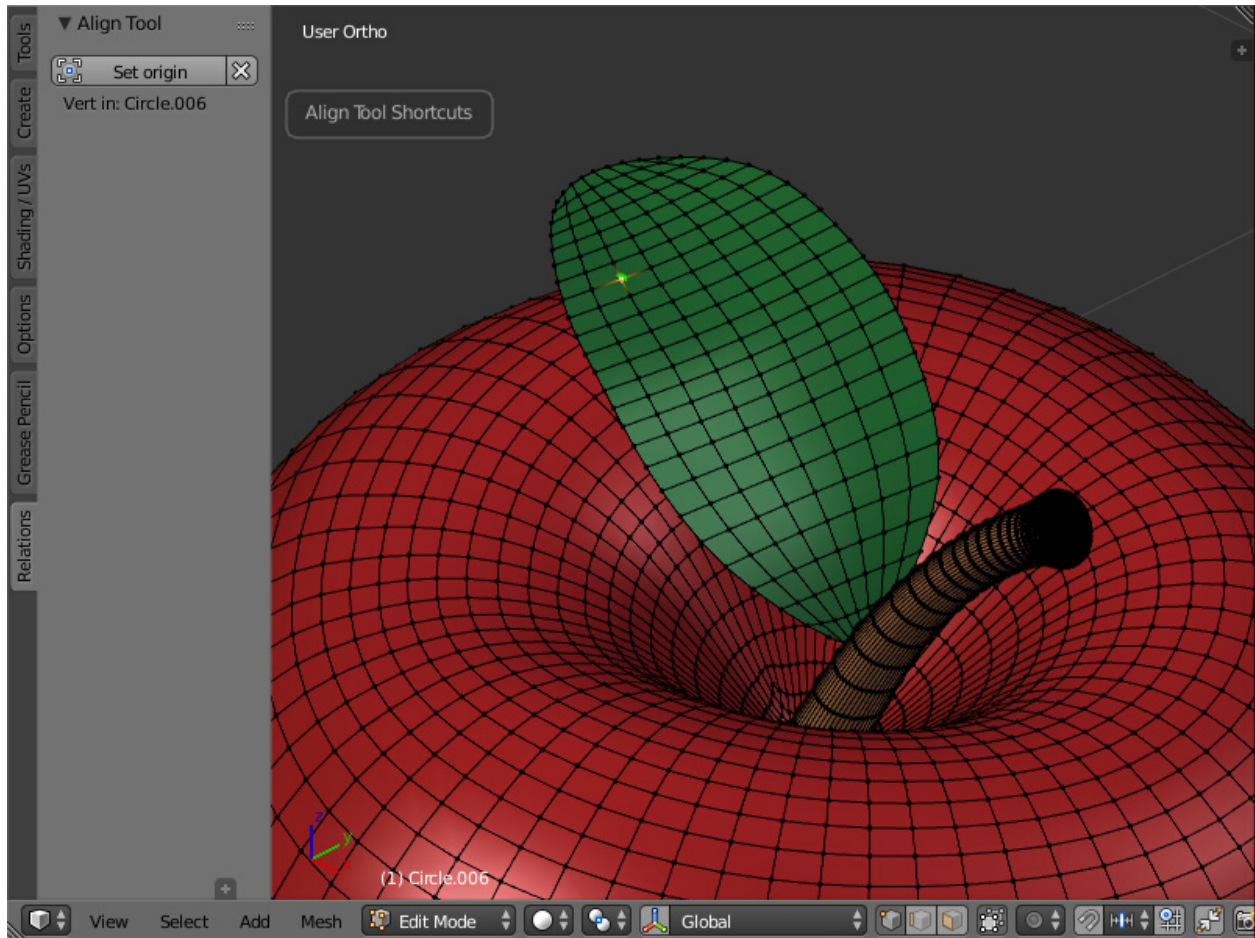 Align Tool
Set origin
Vert in: Circle.006
Tools
Create
Shading / UVs
Options
Grease Pencil
Relations
User Ortho
Align Tool Shortcuts
z
y
(1) Circle.006
View Select Add Mesh Edit Mode Global